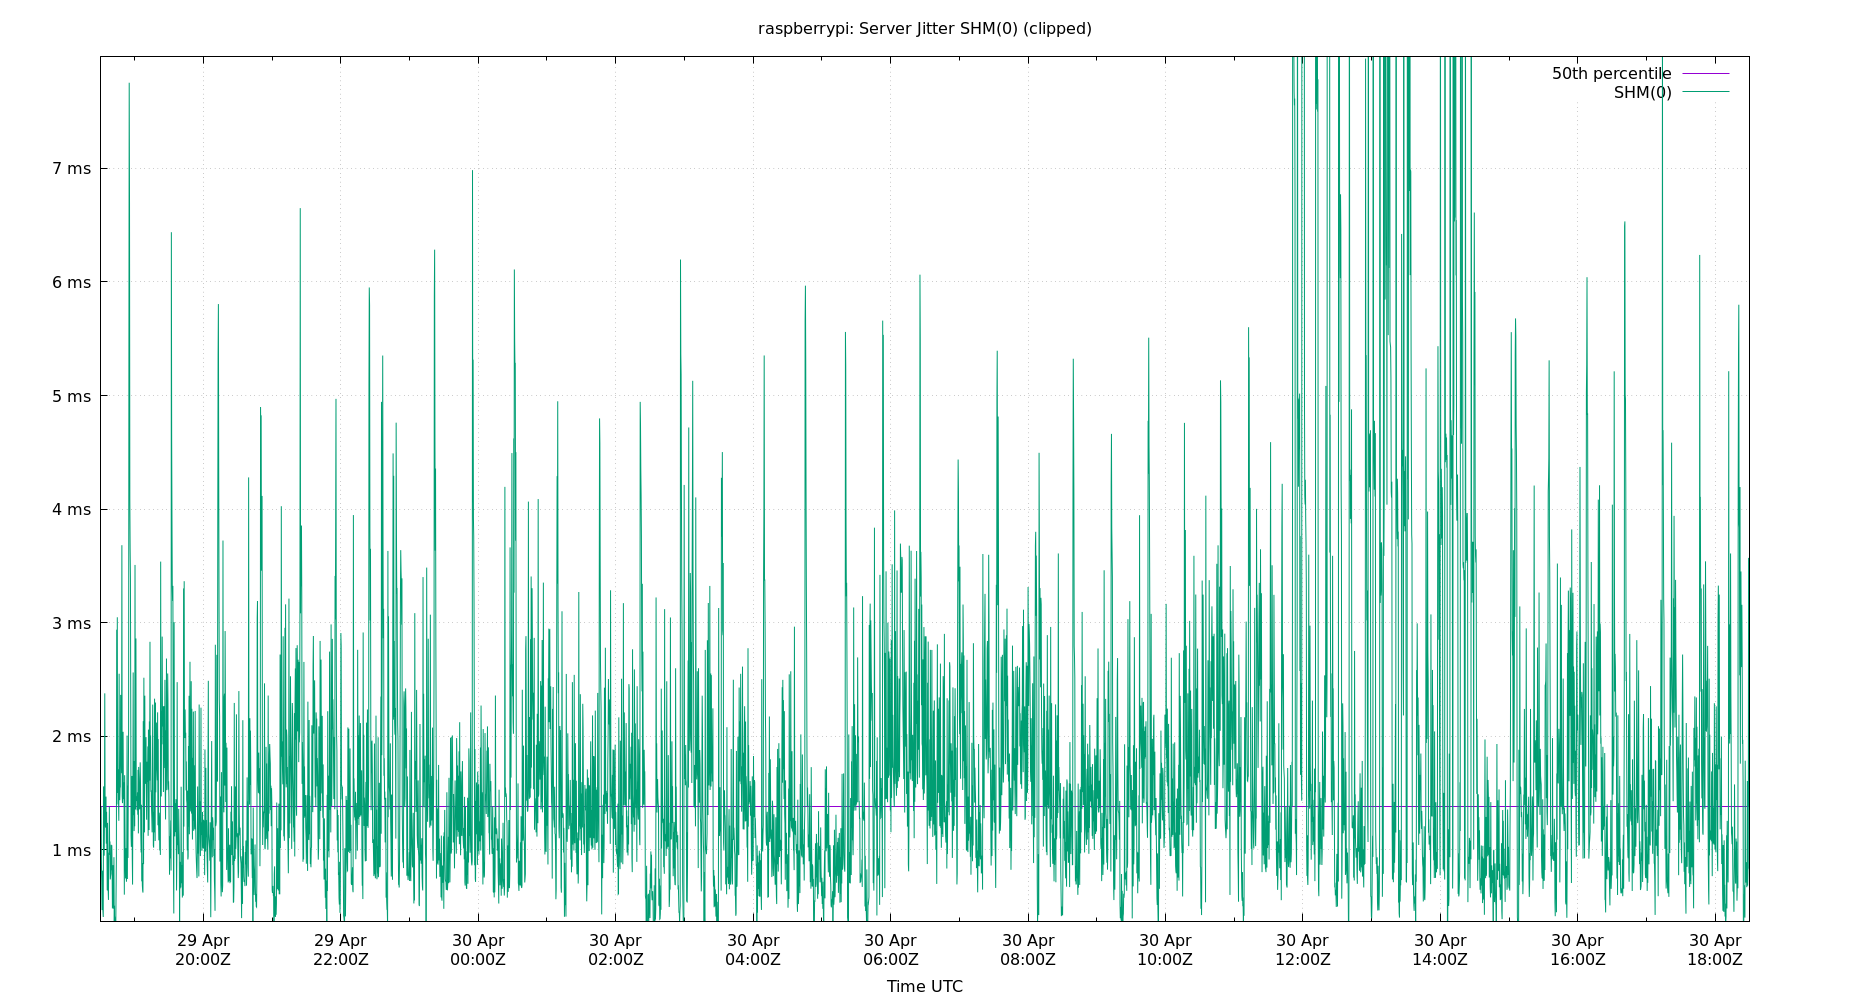 raspberrypi: Server Jitter SHM(0) (clipped)
50th percentile
SHM(0)
7 ms
6 ms
5 ms
4 ms
3 ms
2 ms
1 ms
29 Apr 29 Apr 30 Apr 30 Apr 30 Apr 30 Apr 30 Apr 30 Apr 30 Apr 30 Apr 30 Apr 30 Apr
20:00Z 22:00Z 00:00Z 02:00Z 04:00Z 06:00Z 08:00Z 10:00Z 12:00Z 14:00Z 16:00Z 18:00Z
Time UTC